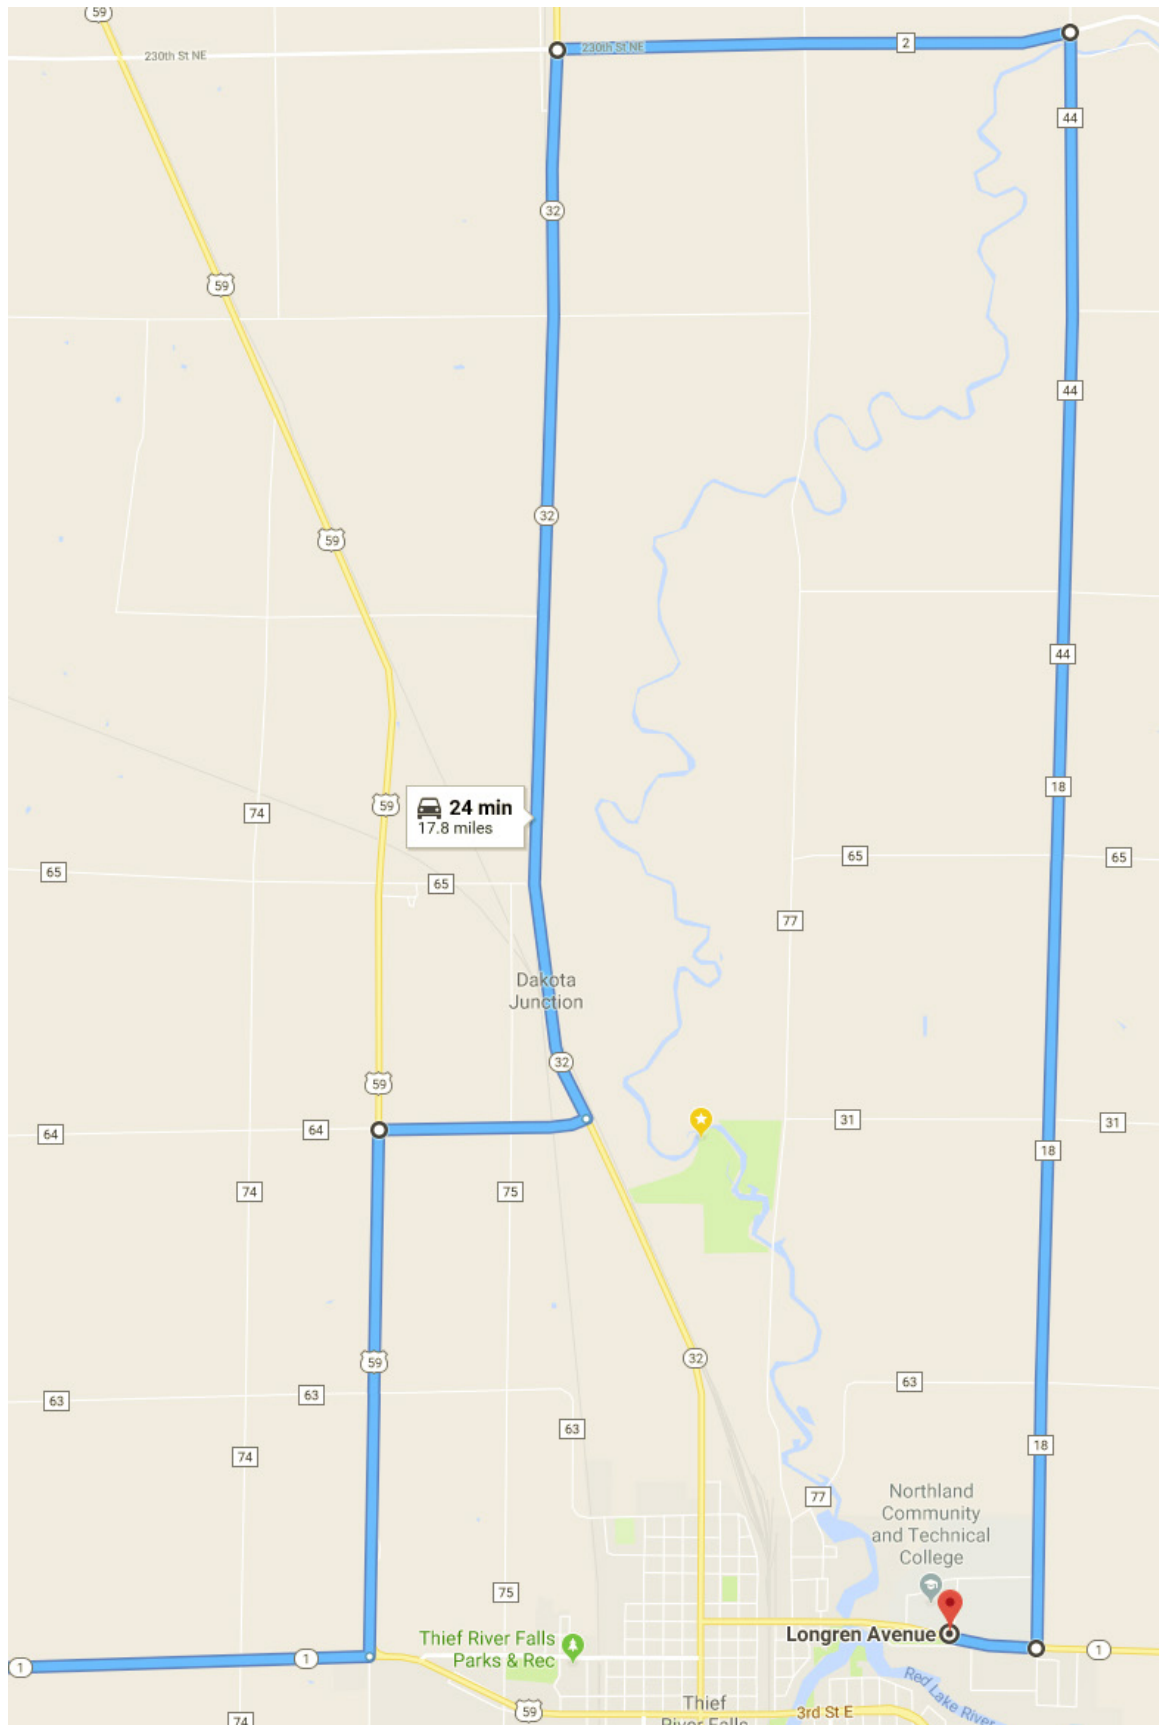 59
230th St NE
230th St NE
2
44
32
59
44
32
59
44
18
74
59
24 min
17.8 miles
65
65
65
65
77
Dakota
Junction
32
59
64
64
31
31
74
75
18
59
32
63
63
63
63
74
18
77
Northland
Community
and Technical
College
75
Longren Avenue
Thief River Falls
Parks & Rec
1
1
1
Red Lake River
59
3rd St E
Thief
River Falls
74